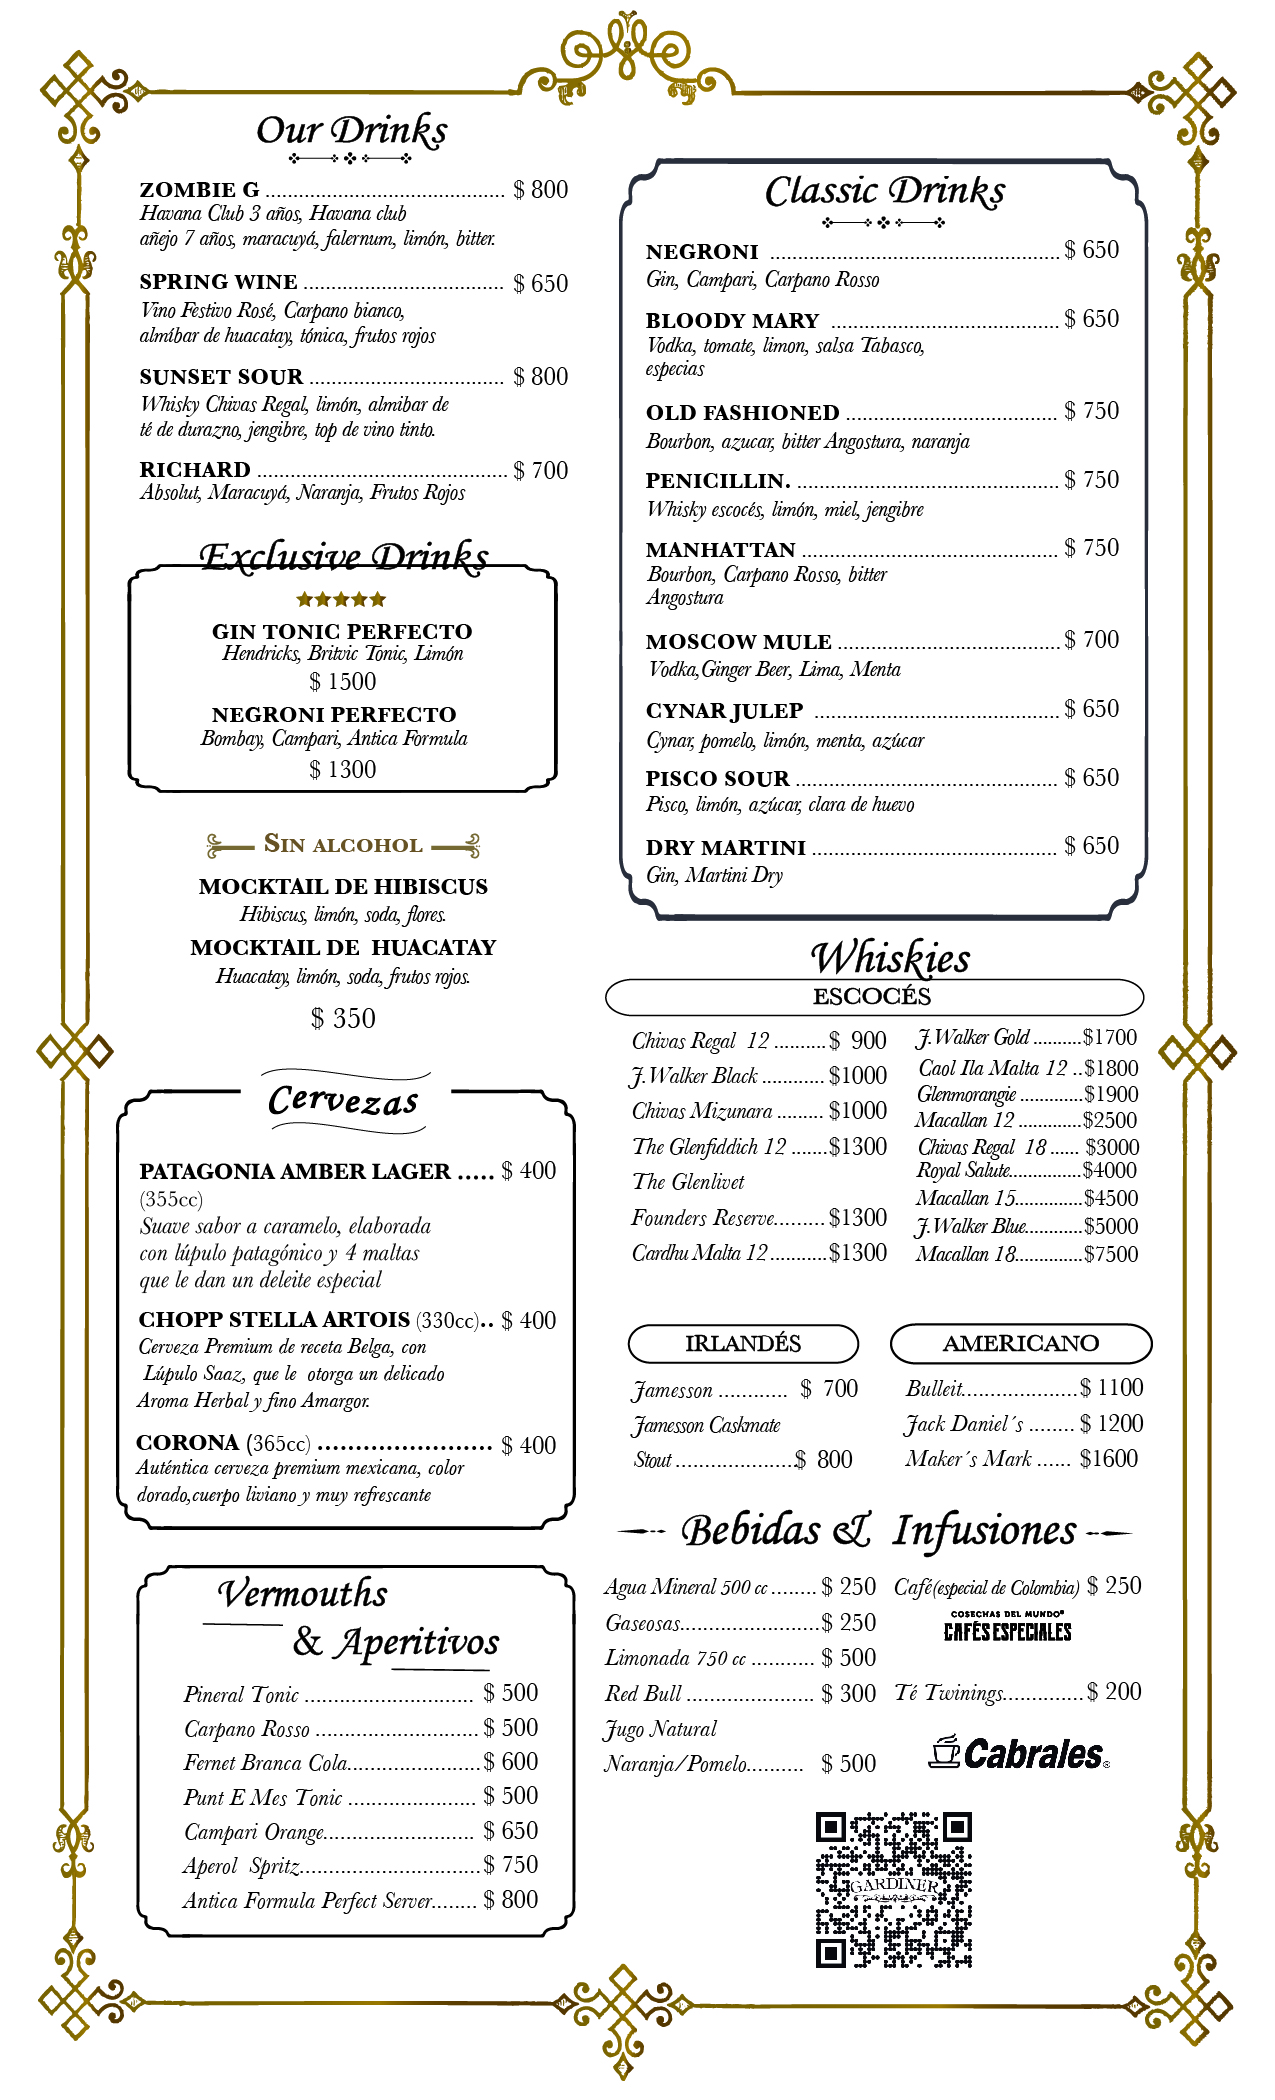 Our Drinks
ZOMBIE G ........................................... $ 800
Havana Club 3 años, Havana club
añejo 7 años, maracuyá, falernum, limón, bitter.
SPRING WINE .................................... $ 650
Vino Festivo Rosé, Carpano bianco,
almíbar de huacatay, tónica, frutos rojos
SUNSET SOUR ................................... $ 800
Whisky Chivas Regal, limón, almibar de
té de durazno, jengibre, top de vino tinto.
RICHARD ............................................. $ 700
Absolut, Maracuyá, Naranja, Frutos Rojos
Exclusive Drinks
GIN TONIC PERFECTO
Hendricks, Britvic Tonic, Limón
$ 1500
NEGRONI PERFECTO
Bombay, Campari, Antica Formula
$ 1300
SIN ALCOHOL
MOCKTAIL DE HIBISCUS
Hibiscus, limón, soda, flores.
MOCKTAIL DE HUACATAY
Huacatay, limón, soda, frutos rojos.
$ 350
Cervezas
PATAGONIA AMBER LAGER ..... $ 400
(355cc)
Suave sabor a caramelo, elaborada
con lúpulo patagónico y 4 maltas
que le dan un deleite especial
CHOPP STELLA ARTOIS (330cc).. $ 400
Cerveza Premium de receta Belga, con
Lúpulo Saaz, que le otorga un delicado
Aroma Herbal y fino Amargor.
CORONA (365cc) ....................... $ 400
Auténtica cerveza premium mexicana, color
dorado,cuerpo liviano y muy refrescante
Vermouths
& Aperitivos
Pineral Tonic ............................. $ 500
Carpano Rosso ............................ $ 500
Fernet Branca Cola....................... $ 600
Punt E Mes Tonic ...................... $ 500
Campari Orange.......................... $ 650
Aperol Spritz............................... $ 750
Antica Formula Perfect Server........ $ 800
Classic Drinks
NEGRONI .................................................... $ 650
Gin, Campari, Carpano Rosso
BLOODY MARY ......................................... $ 650
Vodka, tomate, limon, salsa Tabasco,
especias
OLD FASHIONED ...................................... $ 750
Bourbon, azucar, bitter Angostura, naranja
PENICILLIN. ............................................... $ 750
Whisky escocés, limón, miel, jengibre
MANHATTAN .............................................. $ 750
Bourbon, Carpano Rosso, bitter
Angostura
MOSCOW MULE ........................................ $ 700
Vodka,Ginger Beer, Lima, Menta
CYNAR JULEP ............................................ $ 650
Cynar, pomelo, limón, menta, azúcar
PISCO SOUR ............................................... $ 650
Pisco, limón, azúcar, clara de huevo
DRY MARTINI ............................................ $ 650
Gin, Martini Dry
Whiskies
ESCOCÉS
Chivas Regal 12 ..........$ 900
J.Walker Black ............ $1000
Chivas Mizunara ......... $1000
The Glenfiddich 12 .......$1300
The Glenlivet
Founders Reserve......... $1300
Cardhu Malta 12 ..........$1300
J.Walker Gold ..........$1700
Caol Ila Malta 12 ..$1800
Glenmorangie .............$1900
Macallan 12 .............$2500
Chivas Regal 18 ...... $3000
Royal Salute...............$4000
Macallan 15..............$4500
J.Walker Blue............$5000
Macallan 18..............$7500
IRLANDÉS
Jamesson ............ $ 700
Jamesson Caskmate
Stout .....................$ 800
AMERICANO
Bulleit.....................$ 1100
Jack Daniel´s ........ $ 1200
Maker´s Mark ...... $1600
Bebidas & Infusiones
Agua Mineral 500 cc ........ $ 250
Gaseosas........................ $ 250
Limonada 750 cc ........... $ 500
Red Bull ...................... $ 300
Jugo Natural
Naranja/Pomelo.......... $ 500
Café(especial de Colombia) $ 250
COSECHAS DEL MUNDO®
CAFÉS ESPECIALES
Té Twinings.............. $ 200
Cabrales®
GARDINER